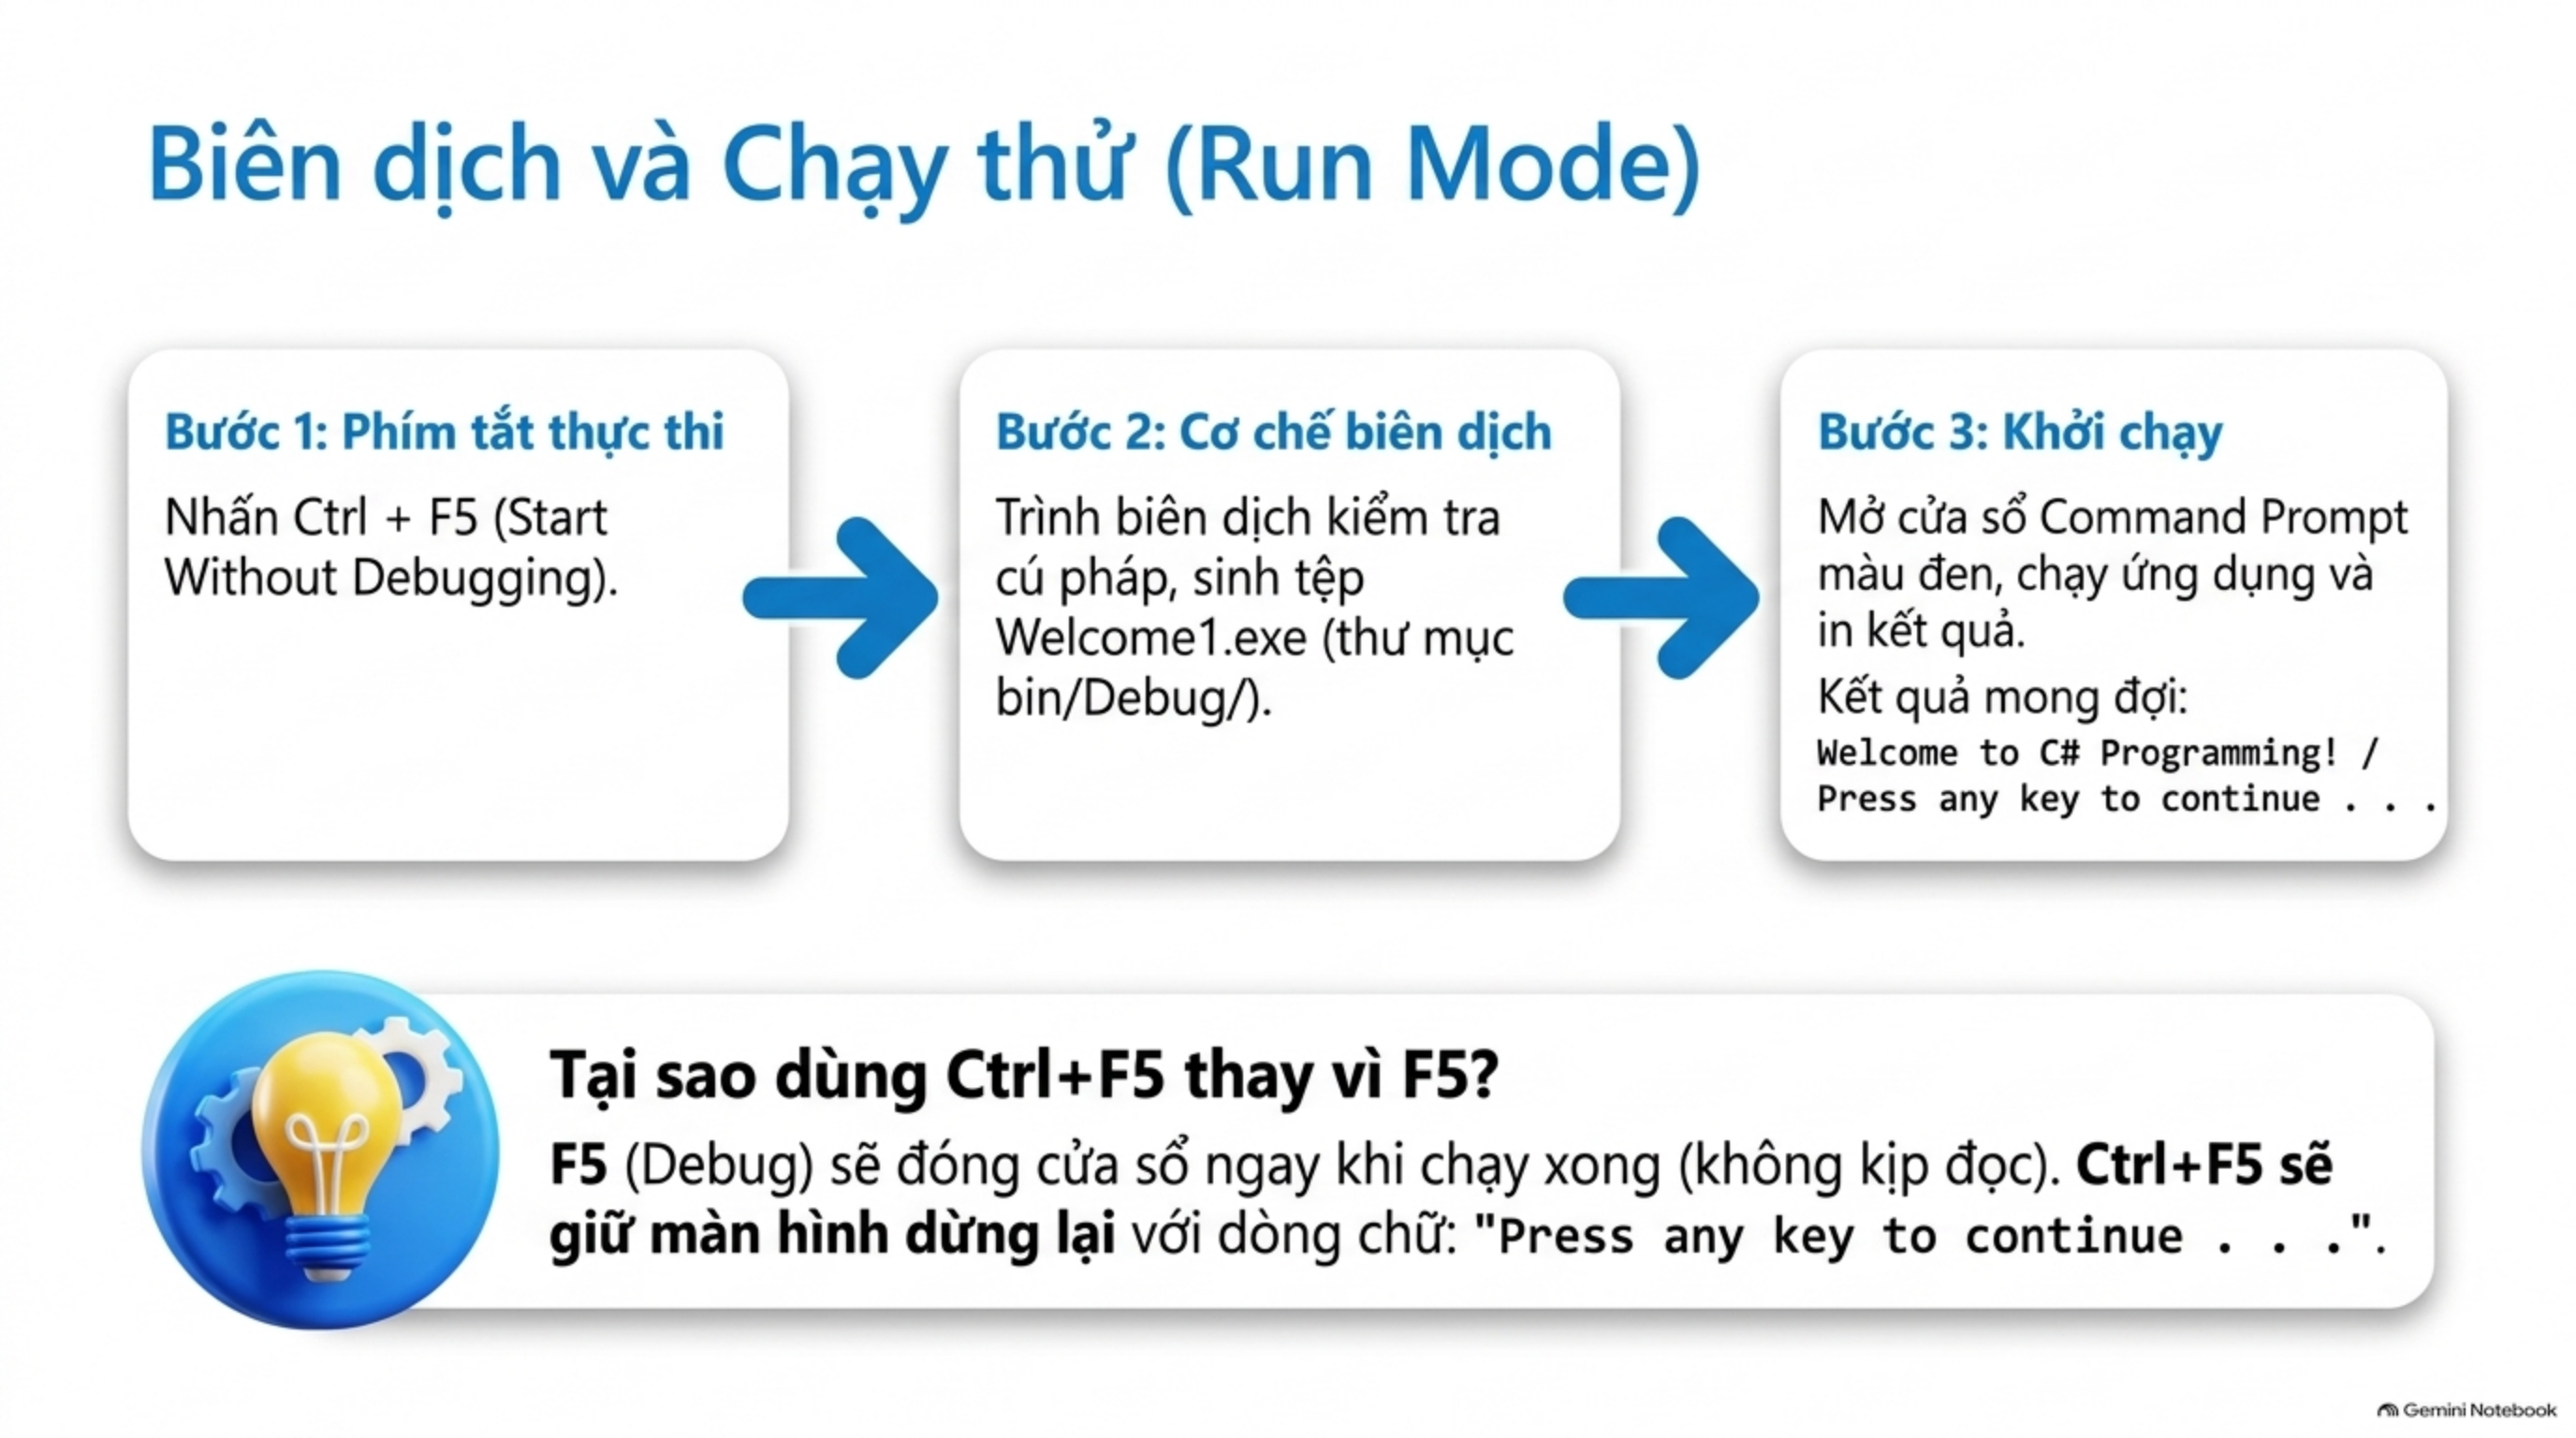 Biên dịch và Chạy thử (Run Mode)
Bước 1: Phím tắt thực thi
Nhấn Ctrl + F5 (Start
Without Debugging).
Bước 2: Cơ chế biên dịch
Trình biên dịch kiểm tra
cú pháp, sinh tệp
Welcome1.exe (thư mục
bin/Debug/).
Bước 3: Khởi chạy
Mở cửa sổ Command Prompt
màu đen, chạy ứng dụng và
in kết quả.
Kết quả mong đợi:
Welcome to C# Programming! /
Press any key to continue . . .
Tại sao dùng Ctrl+F5 thay vì F5?
F5 (Debug) sẽ đóng cửa sổ ngay khi chạy xong (không kịp đọc). Ctrl+F5 sẽ
giữ màn hình dừng lại với dòng chữ: "Press any key to continue . . .".
Gemini Notebook